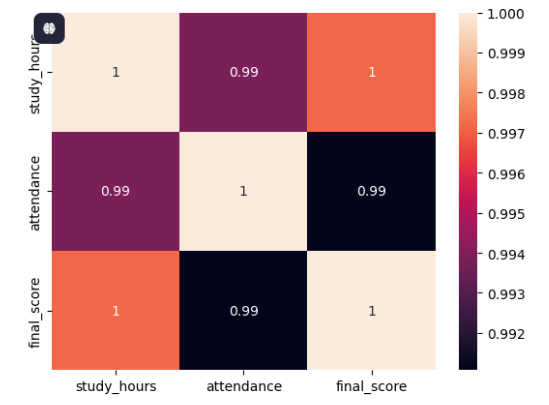 1.000
0.999
0.998
0.997
0.996
0.995
0.994
0.993
0.992
study_hours
attendance
final_score
1 0.99 1
0.99 1 0.99
1 0.99 1
study_hours attendance final_score